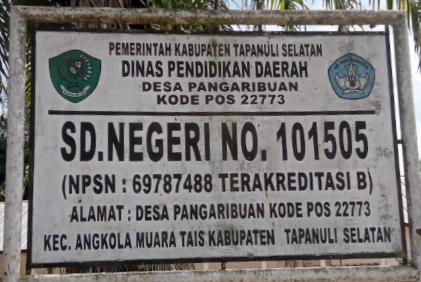 PEMERINTAH KABUPATEN TAPANULI SELATAN
DINAS PENDIDIKAN DAERAH
DESA PANGARIBUAN
KODE POS 22773
SD.NEGERI NO. 101505
(NPSN : 69787488 TERAKREDITASI B)
ALAMAT : DESA PANGARIBUAN KODE POS 22773
KEC. ANGKOLA MUARA TAIS KABUPATEN TAPANULI SELATAN